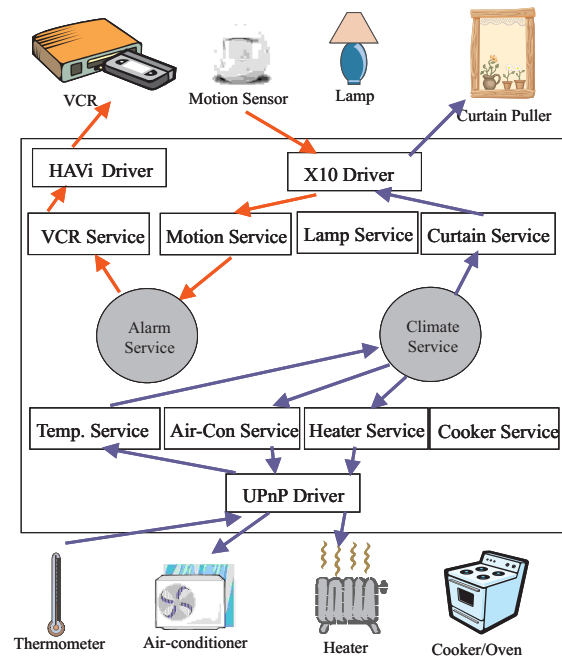 VCR
Motion Sensor
Lamp
Curtain Puller
HAVi Driver
X10 Driver
VCR Service
Motion Service
Lamp Service
Curtain Service
Alarm
Service
Climate
Service
Temp. Service
Air-Con Service
Heater Service
Cooker Service
UPnP Driver
Thermometer
Air-conditioner
Heater
Cooker/Oven